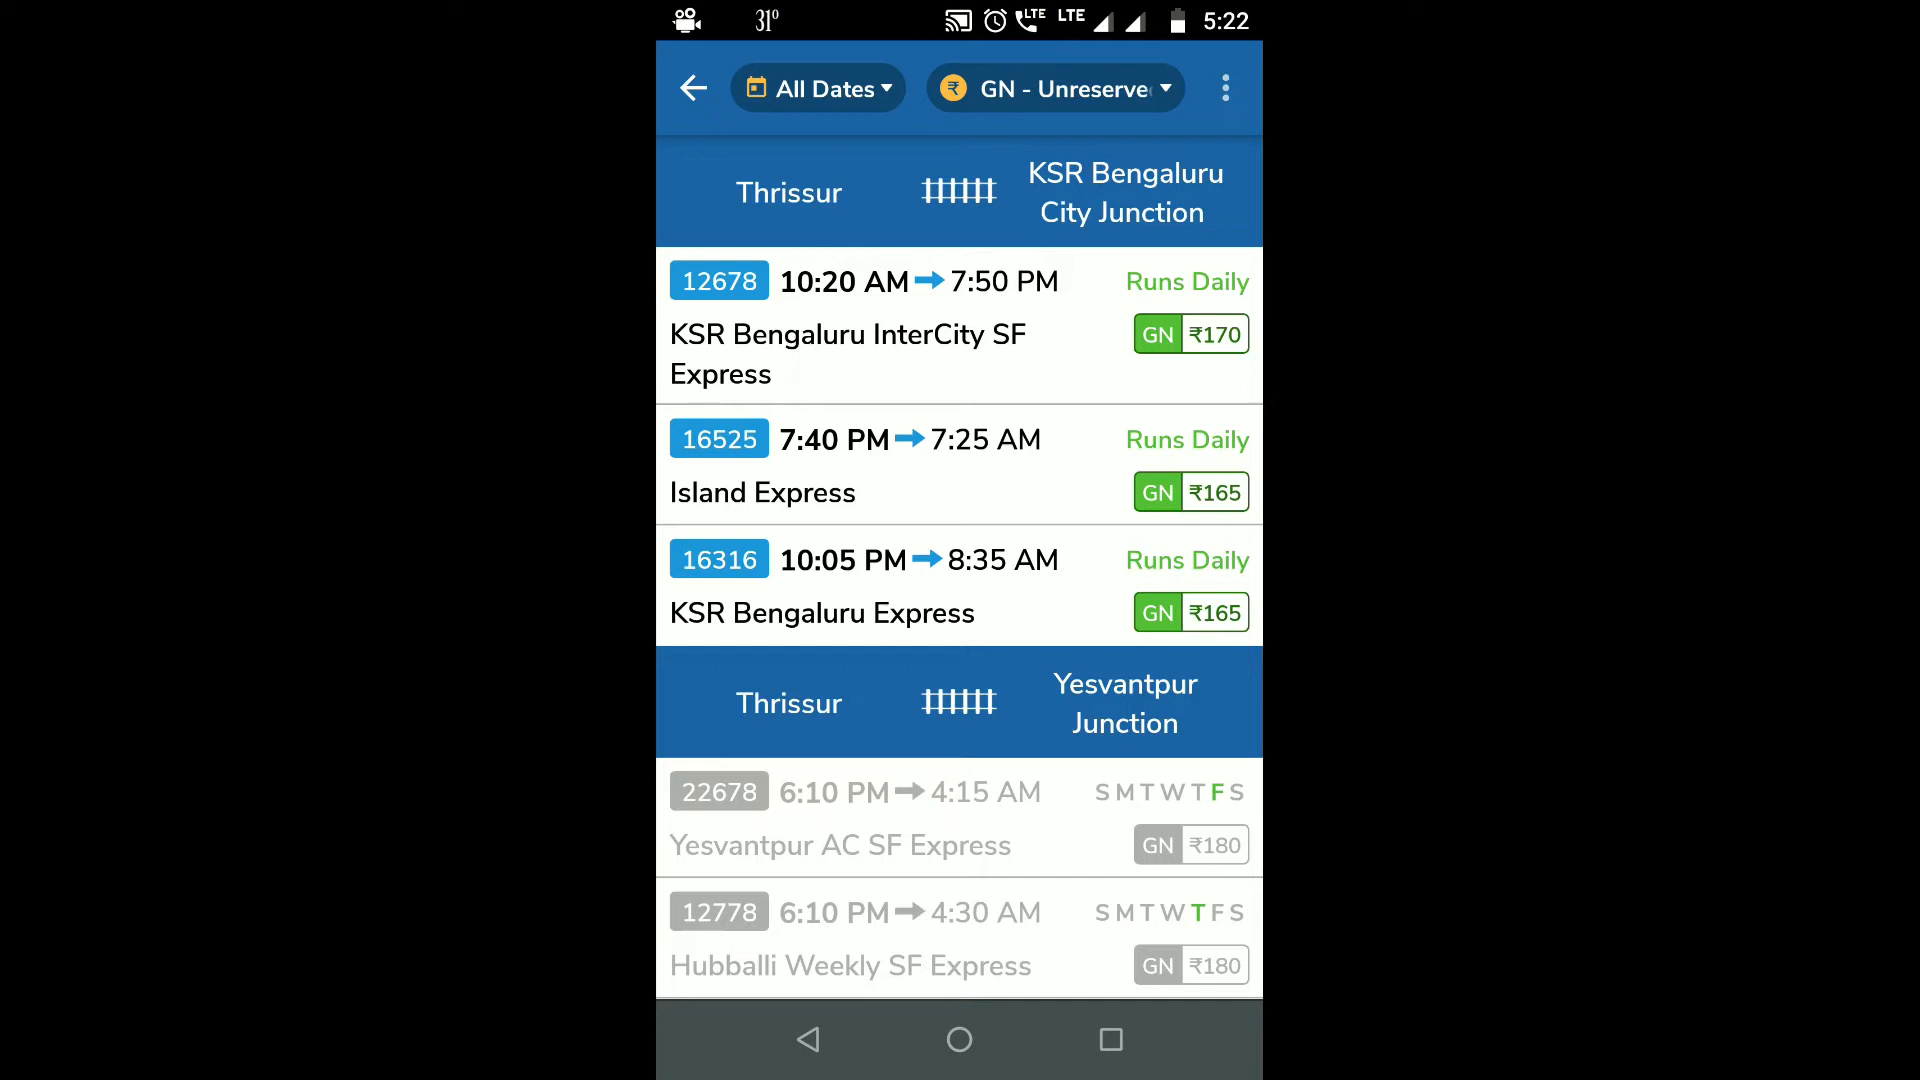 31°
LTE
LTE
5:22
All Dates
GN - Unreserve
Thrissur
KSR Bengaluru
City Junction
12678 10:20 AM 7:50 PM Runs Daily
KSR Bengaluru InterCity SF GN ₹170
Express
16525 7:40 PM 7:25 AM Runs Daily
Island Express GN ₹165
16316 10:05 PM 8:35 AM Runs Daily
KSR Bengaluru Express GN ₹165
Thrissur
Yesvantpur
Junction
22678 6:10 PM 4:15 AM S M T W T F S
Yesvantpur AC SF Express GN ₹180
12778 6:10 PM 4:30 AM S M T W T F S
Hubballi Weekly SF Express GN ₹180